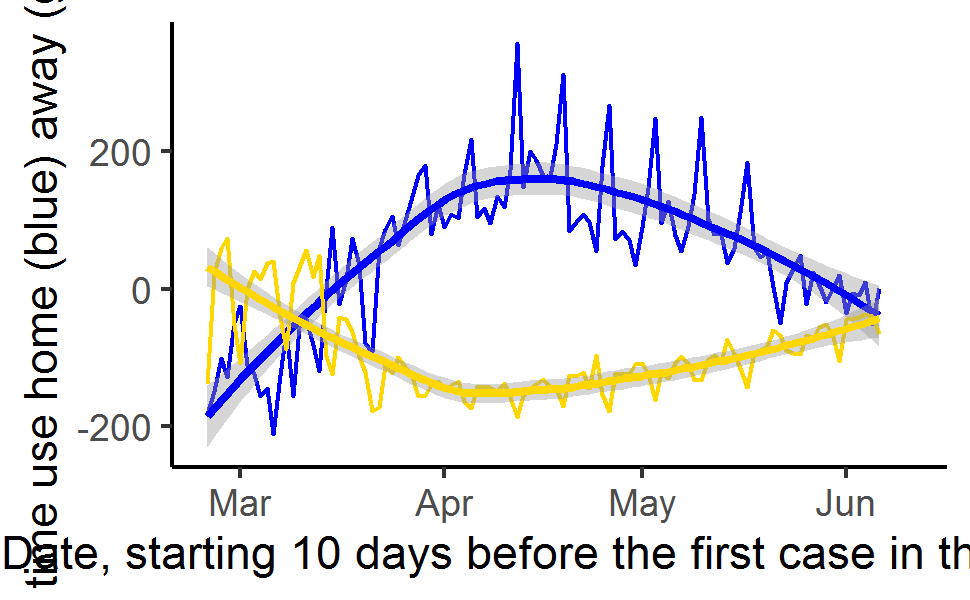 time use home (blue) away (
200
0
-200
Mar Apr May Jun
Date, starting 10 days before the first case in th